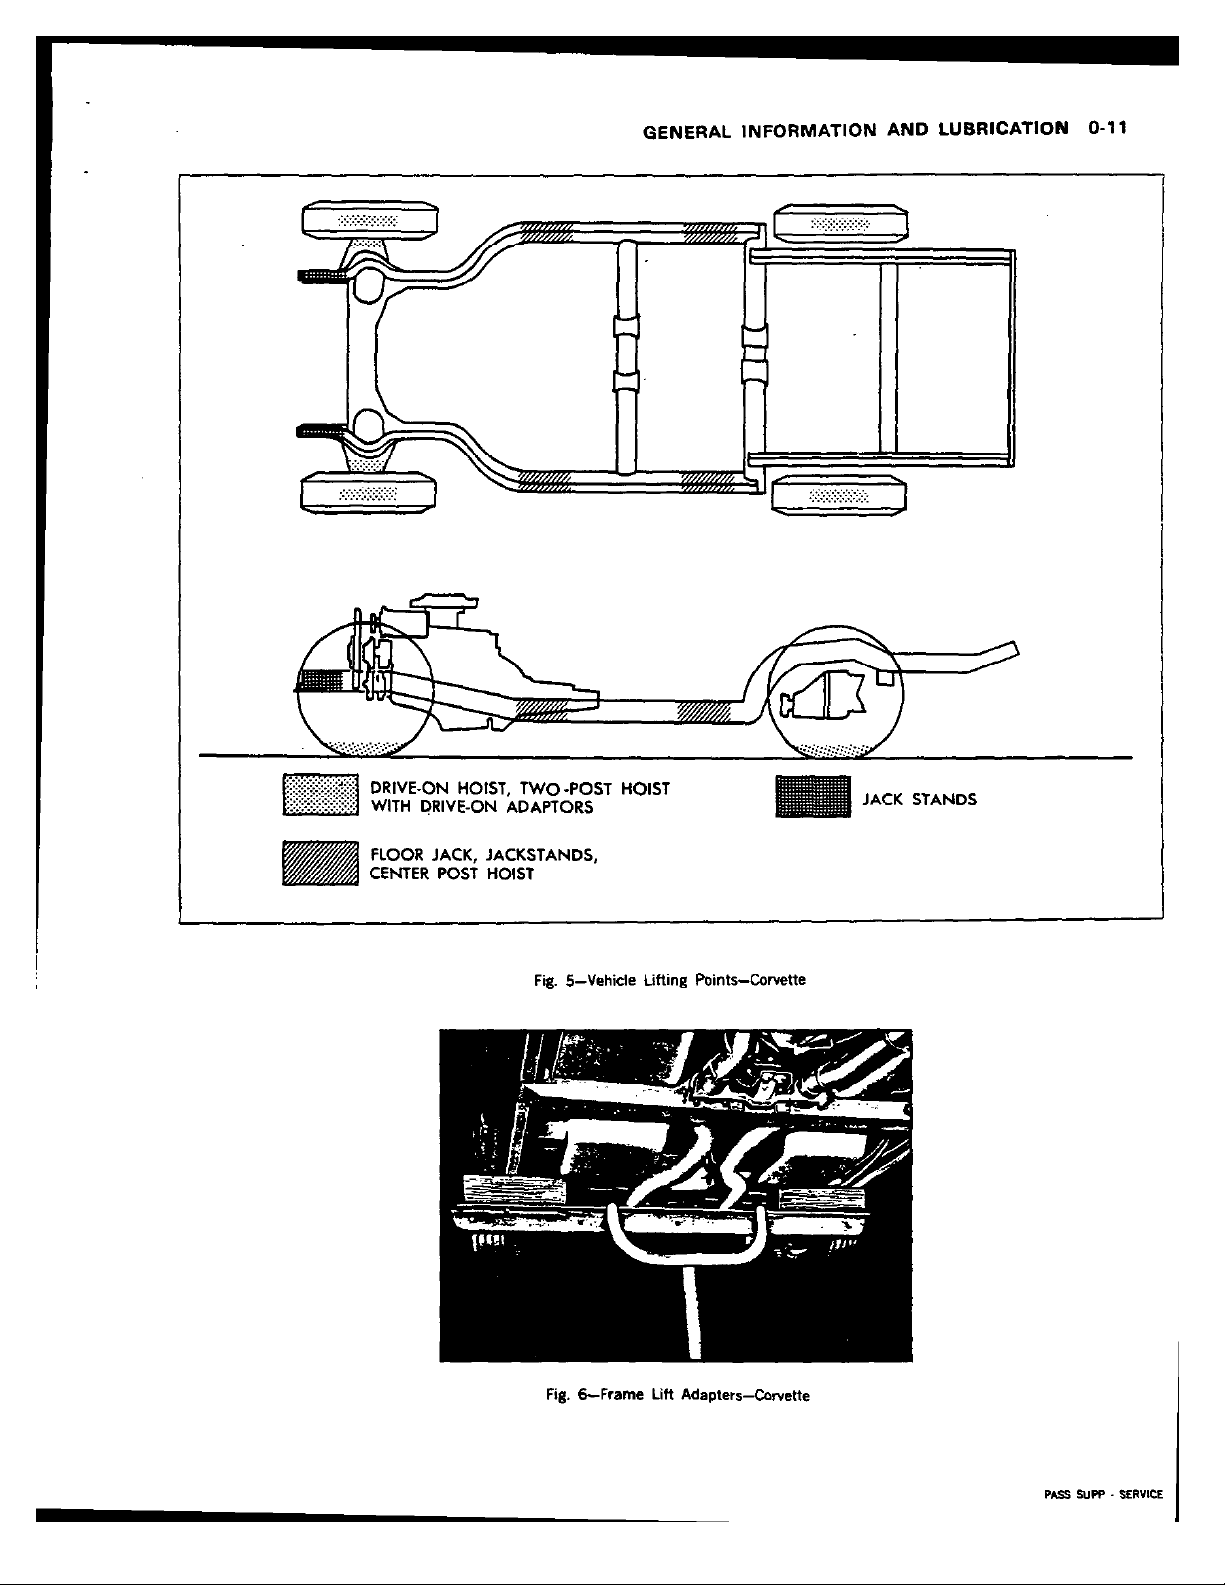 GENERAL INFORMATION AND LUBRICATION 0-11
DRIVE-ON HOIST, TWO-POST HOIST
WITH DRIVE-ON ADAPTORS
JACK STANDS
FLOOR JACK, JACKSTANDS,
CENTER POST HOIST
Fig. 5—Vehicle Lifting Points—Corvette
Fig. 6—Frame Lift Adapters—Corvette
PASS SUPP - SERVICE